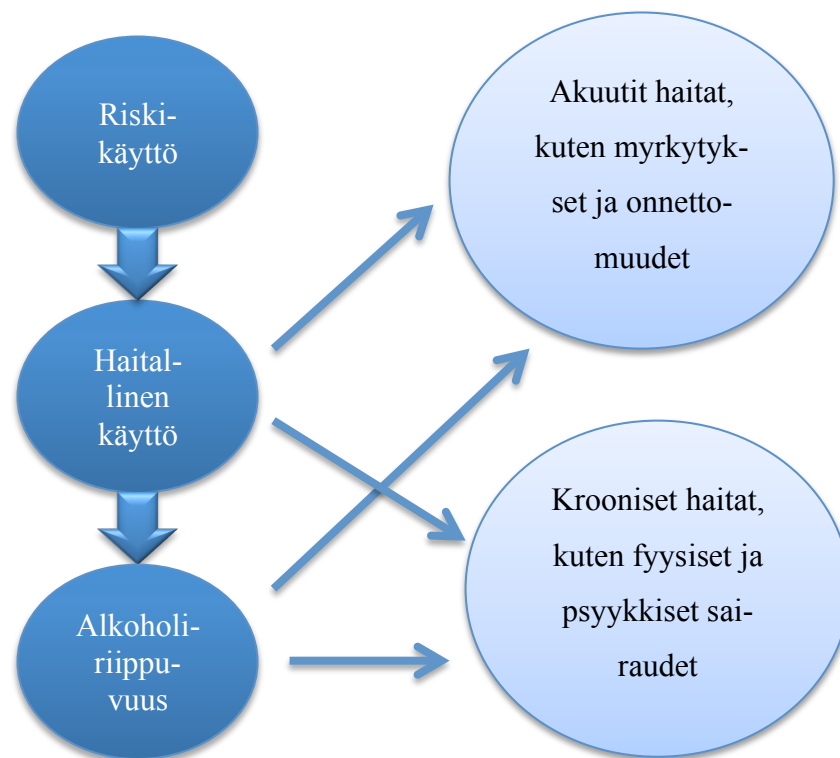 Riski-
käyttö
Haital-
linen
käyttö
Alkoholi-
riippu-
vuus
Akuutit haitat,
kuten myrkytyk-
set ja onnetto-
muudet
Krooniset haitat,
kuten fyysiset ja
psyykkiset sai-
raudet